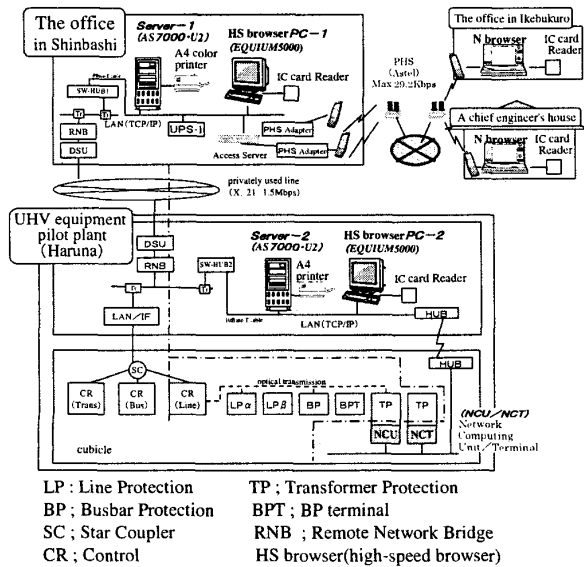 The office
in Shinbashi
Server-1
(AS7000-U2)
A4 color
printer
HS browser PC-1
(EQUIUM5000)
IC card Reader
SW-HUB1
Tr
Tr
RNB
DSU
LAN(TCP/IP)
UPS-1
Access Server
PHS Adapter
PHS Adapter
PHS
(Astel)
Max 29.2Kbps
The office in Ikebukuro
N browser
IC card
Reader
A chief engineer's house
N browser
IC card
Reader
privately used line
(X. 21 1.5Mbps)
UHV equipment
pilot plant
(Haruna)
DSU
RNB
Tr
Tr
SW-HUB2
Server-2
(AS7000-U2)
A4
printer
HS browser PC-2
(EQUIUM5000)
IC card Reader
LAN/IF
LAN(TCP/IP)
HUB
HUB
SC
CR
(Trans)
CR
(Bus)
CR
(Line)
optical transmission
LPα
LPβ
BP
BPT
TP
TP
NCU
NCT
(NCU/NCT)
Network
Computing
Unit/Terminal
cubicle
LP : Line Protection
TP ; Transformer Protection
BP ; Busbar Protection
BPT ; BP terminal
SC ; Star Coupler
RNB ; Remote Network Bridge
CR ; Control
HS browser(high-speed browser)